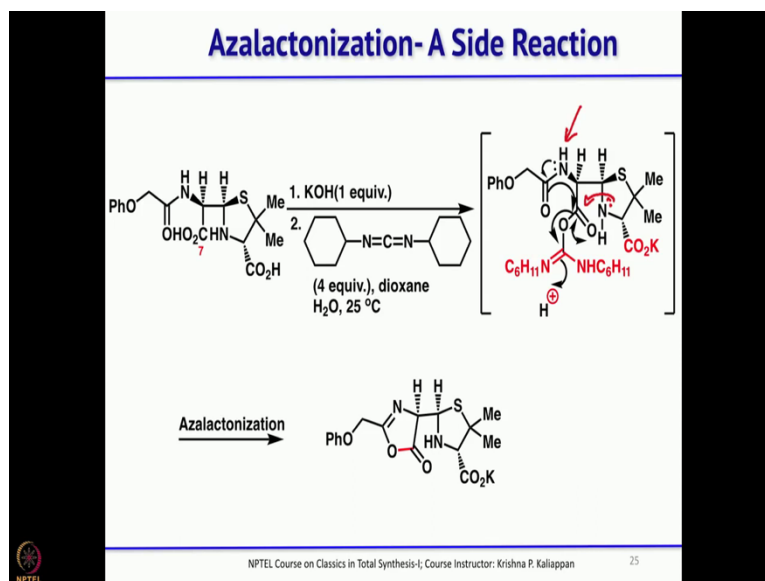 Azalactonization- A Side Reaction
PhO
H
N
H
H
S
Me
Me
O
HO₂C
7
HN
CO₂H
1. KOH(1 equiv.)
2.
N=C=N
(4 equiv.), dioxane
H₂O, 25 ºC
PhO
H
N
H
H
S
Me
Me
O
O
O
N
H
CO₂K
C₆H₁₁N
NHC₆H₁₁
H
⊕
Azalactonization
PhO
N
H
H
S
Me
Me
O
O
HN
CO₂K
NPTEL
NPTEL Course on Classics in Total Synthesis-I; Course Instructor: Krishna P. Kaliappan
25